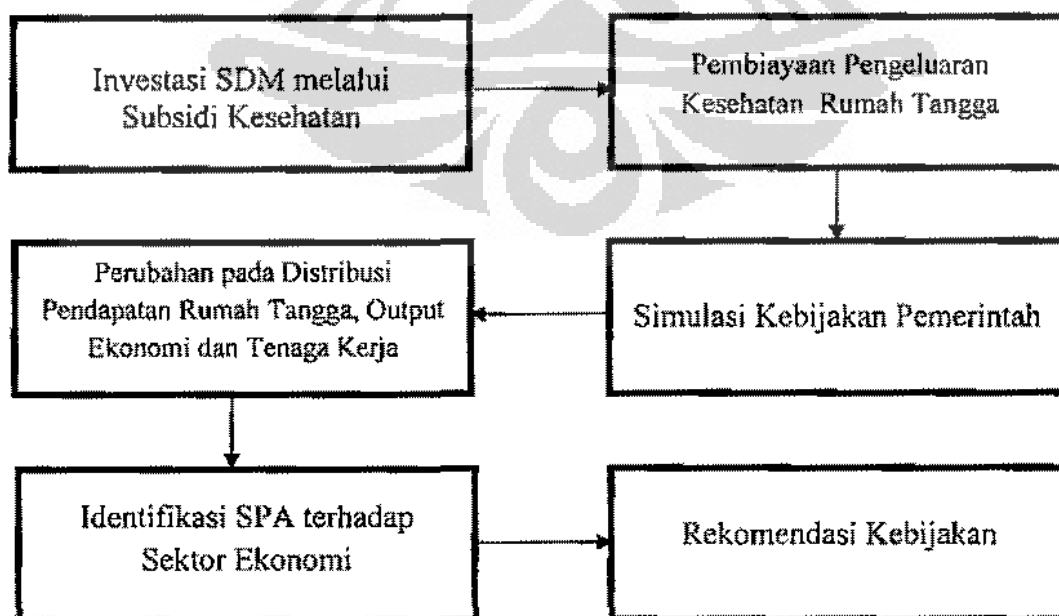 Investasi SDM melalui
Subsidi Kesehatan
Pembiayaan Pengeluaran
Kesehatan Rumah Tangga
Simulasi Kebijakan Pemerintah
Perubahan pada Distribusi
Pendapatan Rumah Tangga, Output
Ekonomi dan Tenaga Kerja
Identifikasi SPA terhadap
Sektor Ekonomi
Rekomendasi Kebijakan